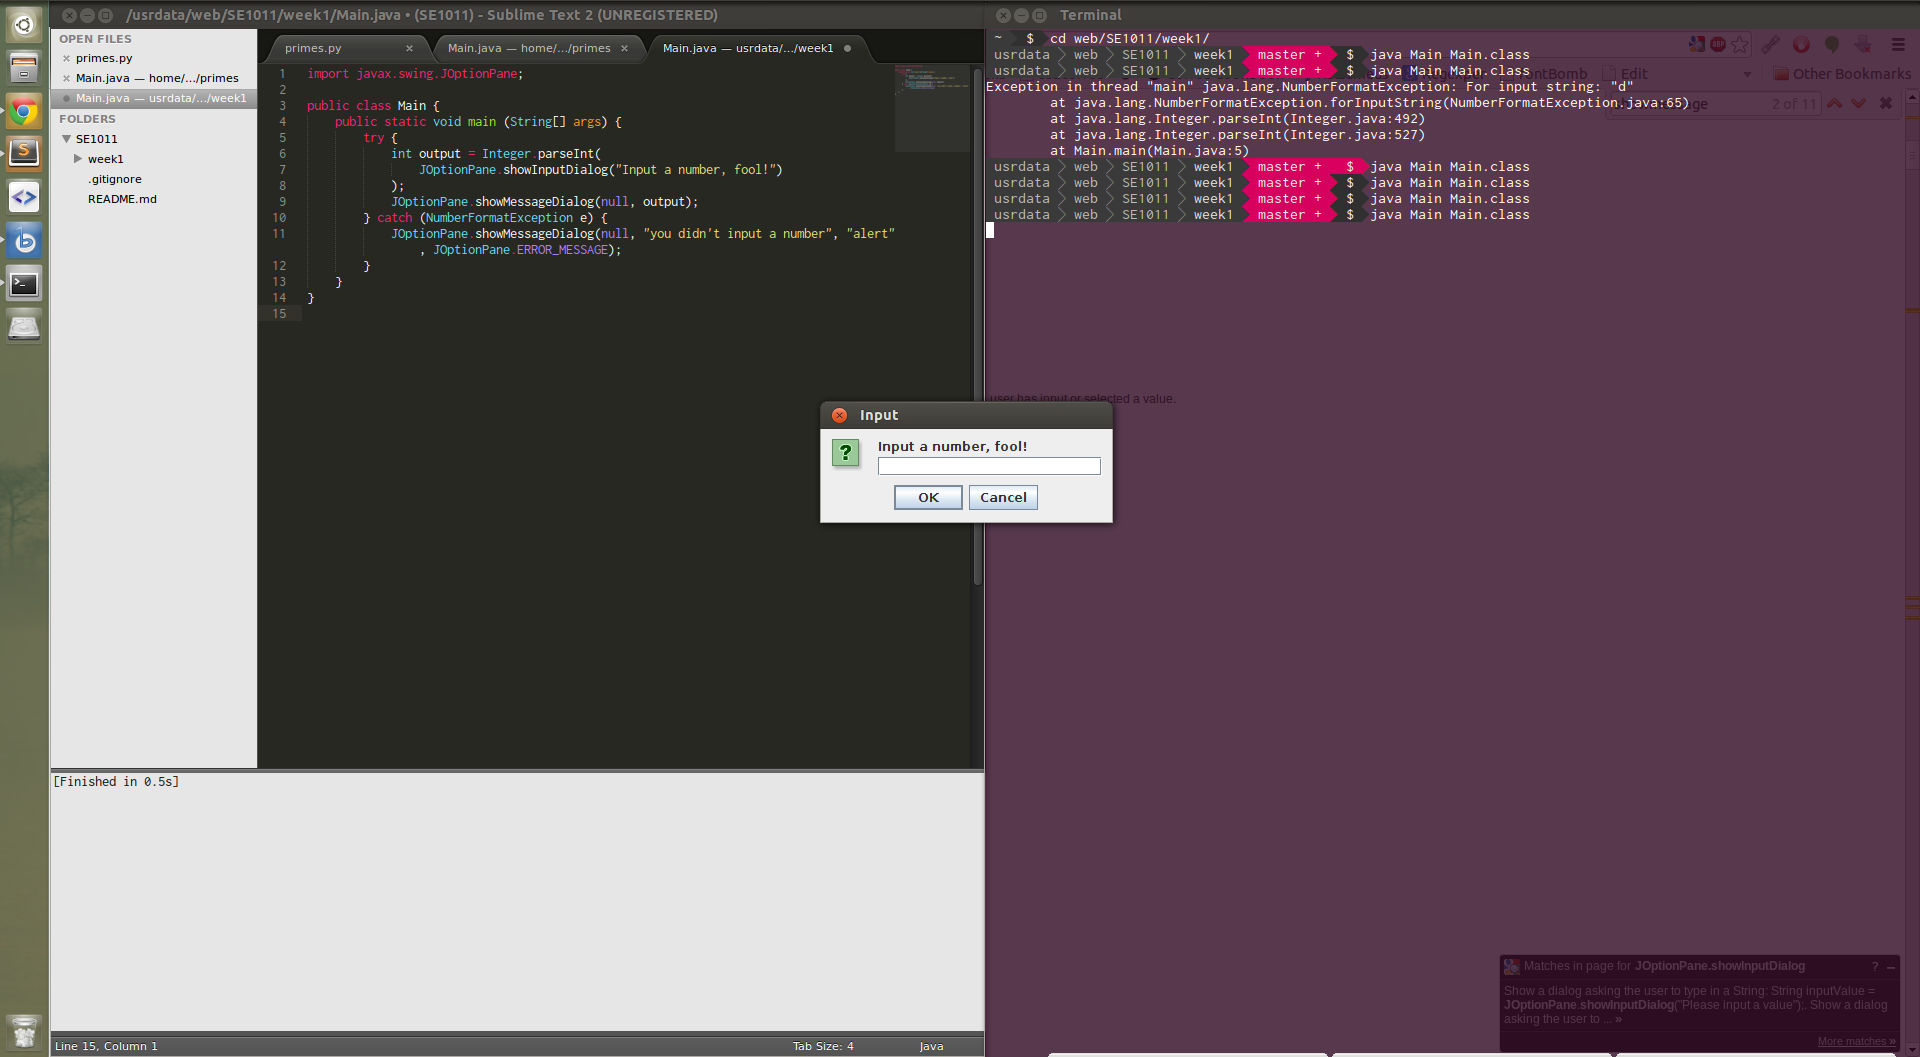 /usrdata/web/SE1011/week1/Main.java • (SE1011) - Sublime Text 2 (UNREGISTERED)
OPEN FILES
primes.py
Main.java — home/.../primes
Main.java — usrdata/.../week1
FOLDERS
SE1011
week1
.gitignore
README.md
primes.py
Main.java — home/.../primes
Main.java — usrdata/.../week1
1 import javax.swing.JOptionPane;
2
3 public class Main {
4 public static void main (String[] args) {
5 try {
6 int output = Integer.parseInt(
7 JOptionPane.showInputDialog("Input a number, fool!")
8 );
9 JOptionPane.showMessageDialog(null, output);
10 } catch (NumberFormatException e) {
11 JOptionPane.showMessageDialog(null, "you didn't input a number", "alert"
, JOptionPane.ERROR_MESSAGE);
12 }
13 }
14 }
15
[Finished in 0.5s]
Line 15, Column 1
Tab Size: 4
Java
Terminal
~ $ cd web/SE1011/week1/
usrdata web SE1011 week1 master + $ java Main Main.class
usrdata web SE1011 week1 master + $ java Main Main.class
Exception in thread "main" java.lang.NumberFormatException: For input string: "d"
at java.lang.NumberFormatException.forInputString(NumberFormatException.java:65)
at java.lang.Integer.parseInt(Integer.java:492)
at java.lang.Integer.parseInt(Integer.java:527)
at Main.main(Main.java:5)
usrdata web SE1011 week1 master + $ java Main Main.class
usrdata web SE1011 week1 master + $ java Main Main.class
usrdata web SE1011 week1 master + $ java Main Main.class
usrdata web SE1011 week1 master + $ java Main Main.class
FontBomb
Edit
Other Bookmarks
2 of 11
user has input or selected a value.
Input
? Input a number, fool!
OK
Cancel
Matches in page for JOptionPane.showInputDialog ? –
Show a dialog asking the user to type in a String: String inputValue =
JOptionPane.showInputDialog("Please input a value"); Show a dialog
asking the user to ... »
More matches »